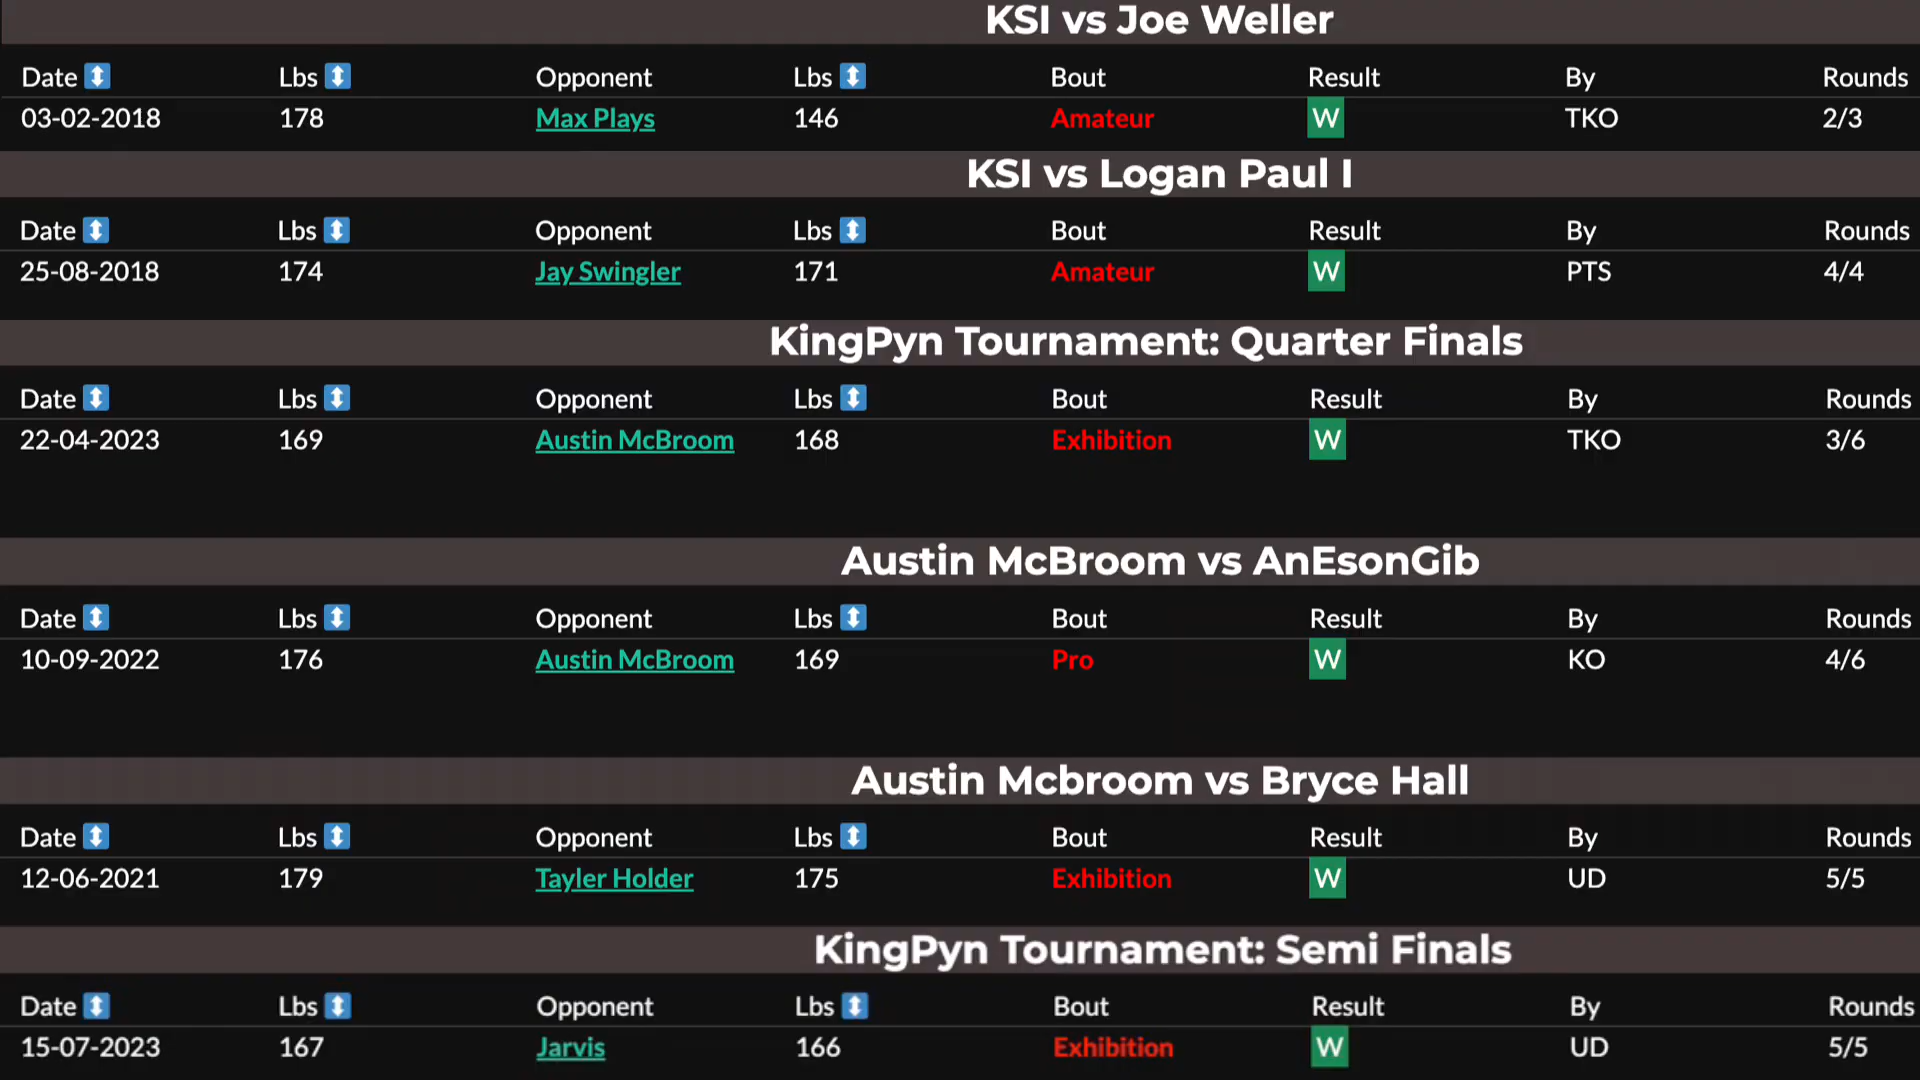 KSI vs Joe Weller
Date Lbs Opponent Lbs Bout Result By Rounds
03-02-2018 178 Max Plays 146 Amateur W TKO 2/3
KSI vs Logan Paul I
Date Lbs Opponent Lbs Bout Result By Rounds
25-08-2018 174 Jay Swingler 171 Amateur W PTS 4/4
KingPyn Tournament: Quarter Finals
Date Lbs Opponent Lbs Bout Result By Rounds
22-04-2023 169 Austin McBroom 168 Exhibition W TKO 3/6
Austin McBroom vs AnEsonGib
Date Lbs Opponent Lbs Bout Result By Rounds
10-09-2022 176 Austin McBroom 169 Pro W KO 4/6
Austin Mcbroom vs Bryce Hall
Date Lbs Opponent Lbs Bout Result By Rounds
12-06-2021 179 Tayler Holder 175 Exhibition W UD 5/5
KingPyn Tournament: Semi Finals
Date Lbs Opponent Lbs Bout Result By Rounds
15-07-2023 167 Jarvis 166 Exhibition W UD 5/5